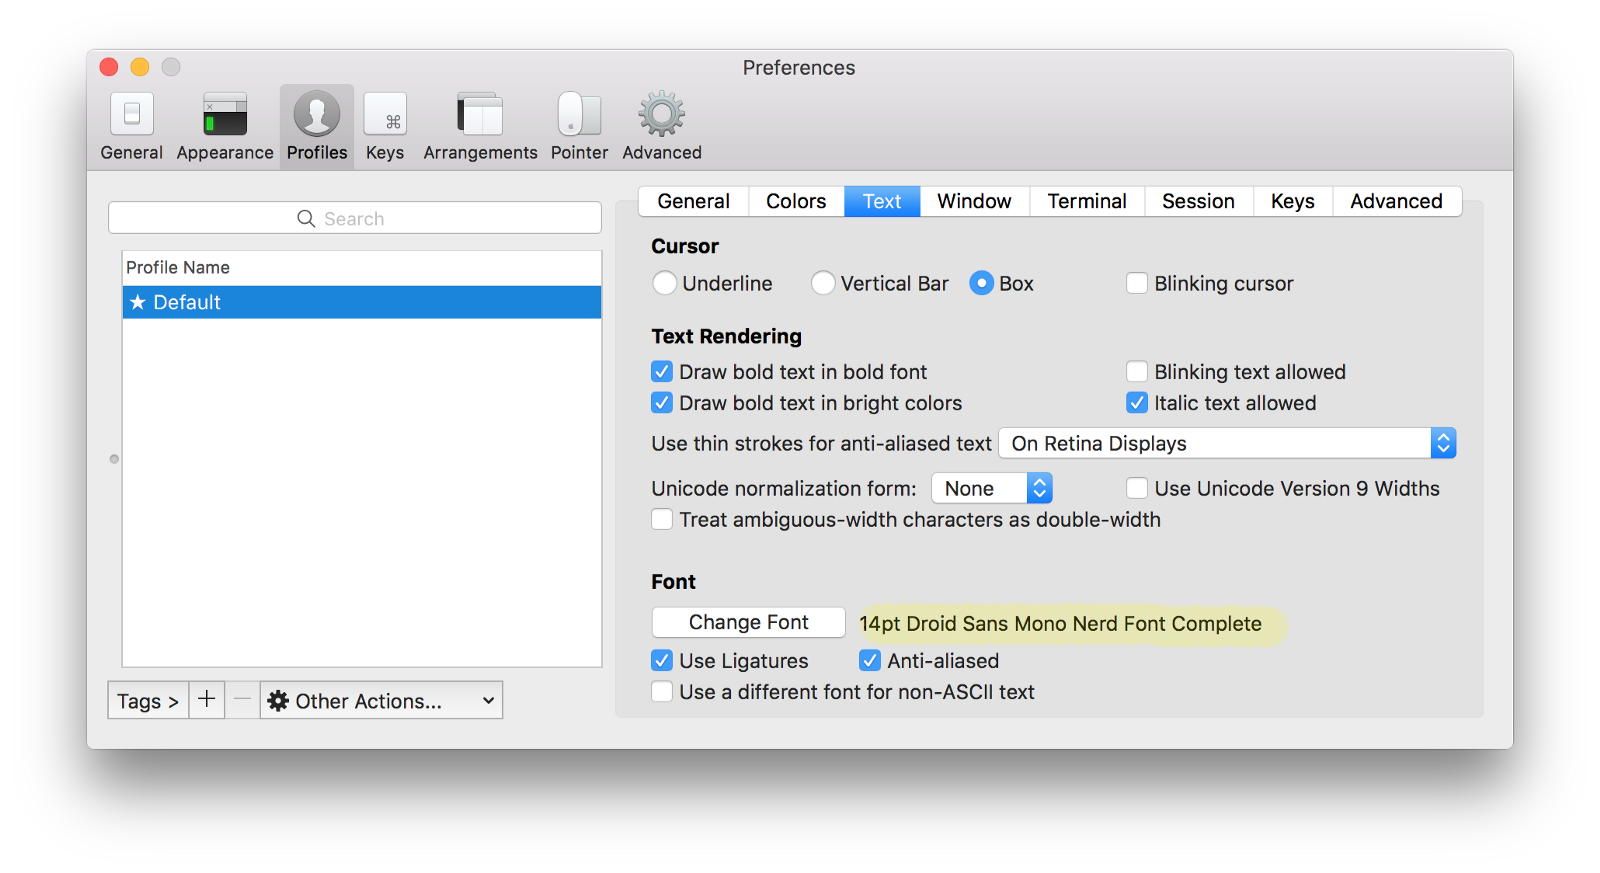 Preferences
General Appearance Profiles Keys Arrangements Pointer Advanced
Search
Profile Name
★ Default
Tags > + − Other Actions...
General Colors Text Window Terminal Session Keys Advanced
Cursor
Underline Vertical Bar Box Blinking cursor
Text Rendering
Draw bold text in bold font Blinking text allowed
Draw bold text in bright colors Italic text allowed
Use thin strokes for anti-aliased text On Retina Displays
Unicode normalization form: None Use Unicode Version 9 Widths
Treat ambiguous-width characters as double-width
Font
Change Font 14pt Droid Sans Mono Nerd Font Complete
Use Ligatures Anti-aliased
Use a different font for non-ASCII text